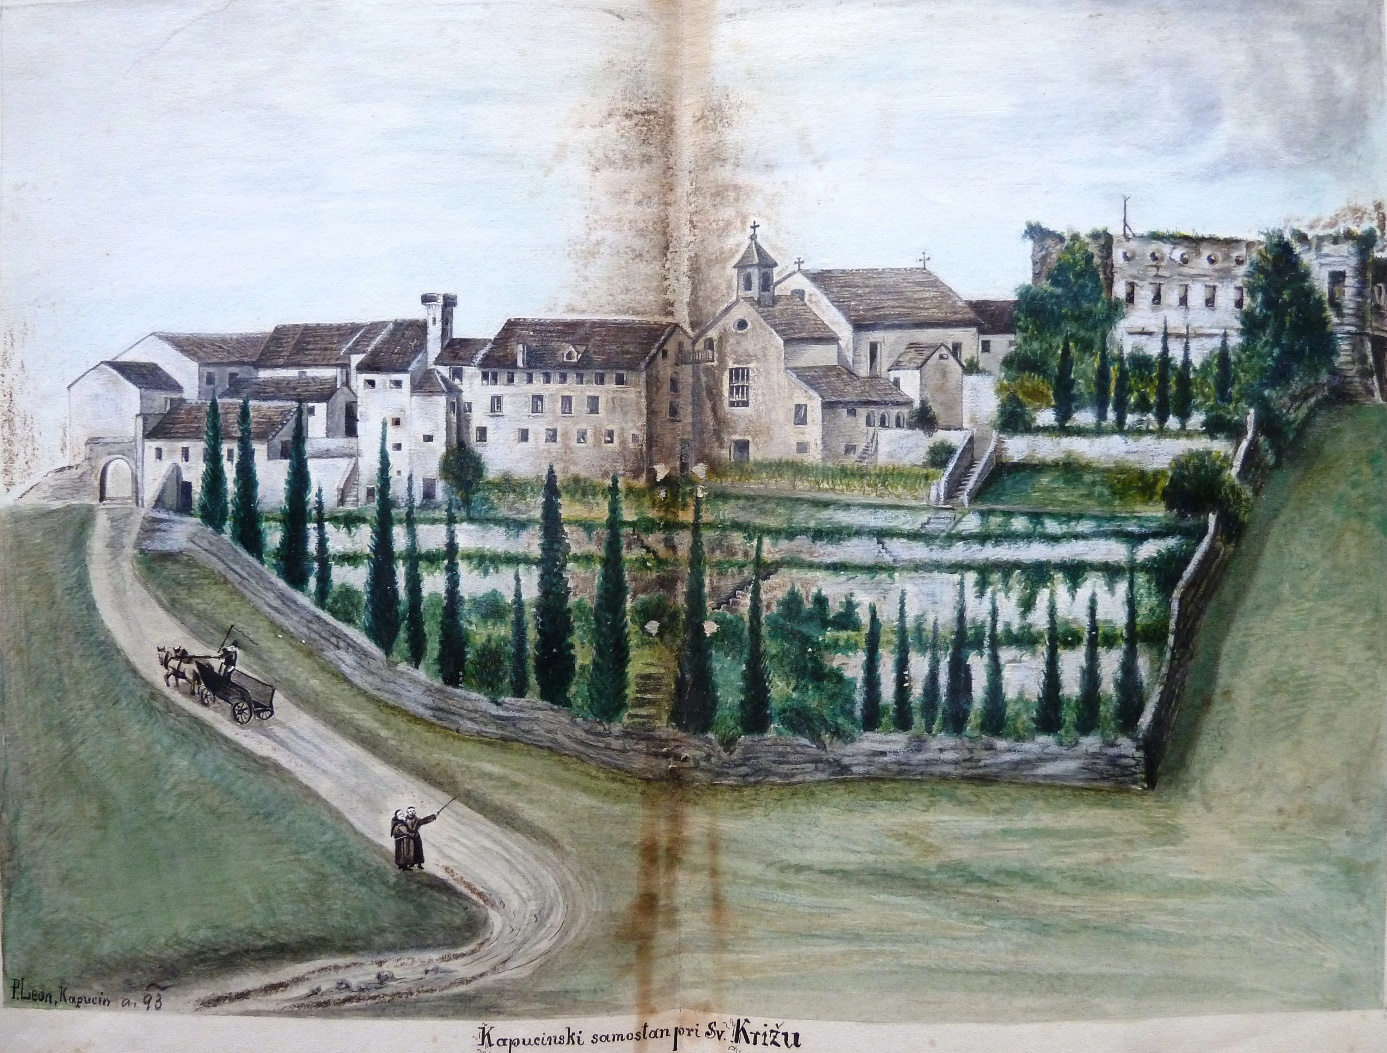 P. Leon, Kapucin a. 93
Kapucinski samostan pri Sv. Križu